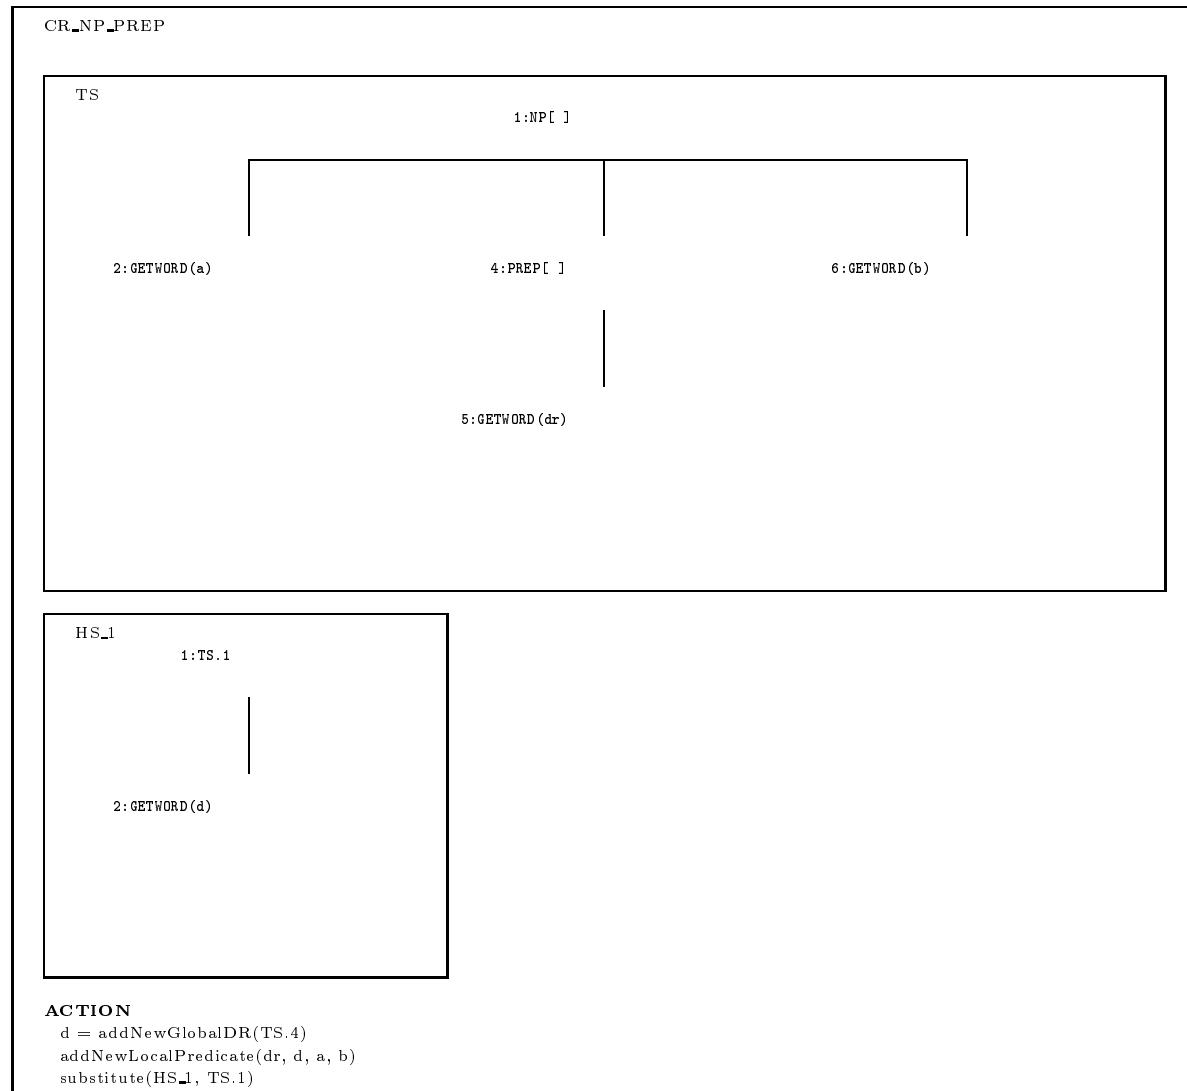 CR_NP_PREP
TS
1:NP[ ]
2:GETWORD(a) 4:PREP[ ] 6:GETWORD(b)
5:GETWORD(dr)
HS_1
1:TS.1
2:GETWORD(d)
ACTION
d = addNewGlobalDR(TS.4)
addNewLocalPredicate(dr, d, a, b)
substitute(HS_1, TS.1)